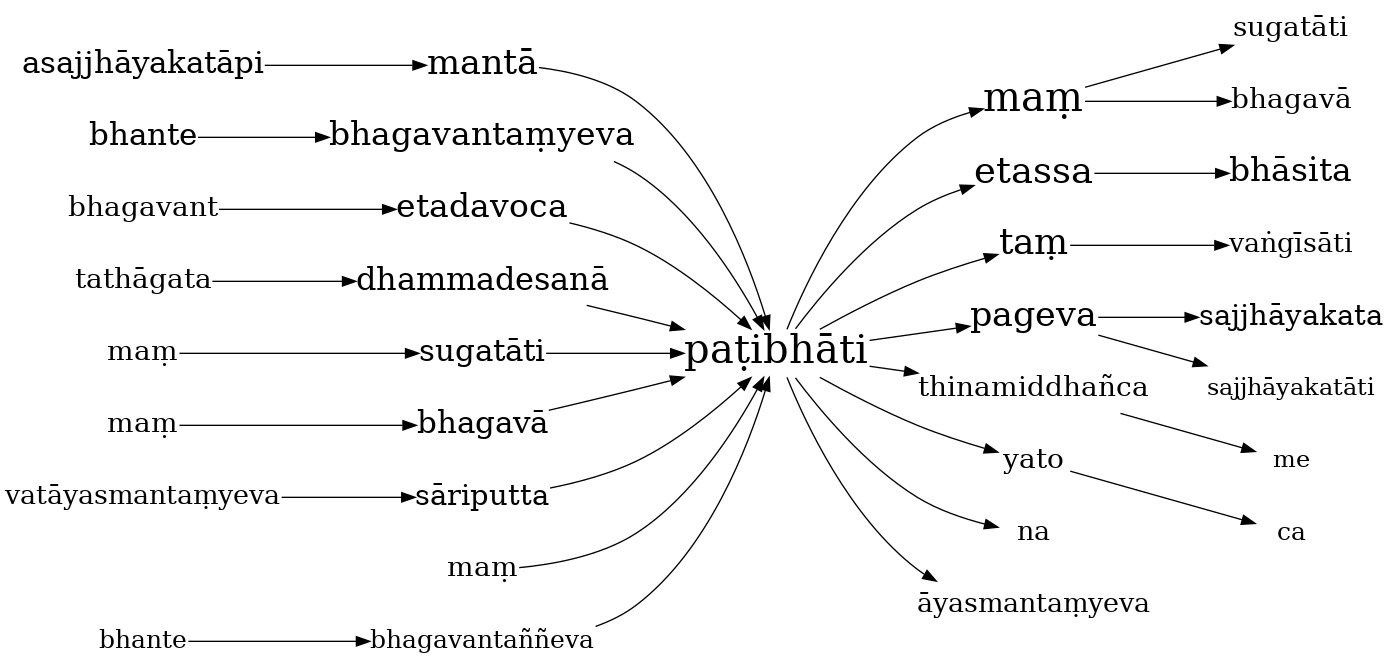 asajjhāyakatāpi
mantā
bhante
bhagavantaṃyeva
bhagavant
etadavoca
tathāgata
dhammadesanā
maṃ
sugatāti
maṃ
bhagavā
vatāyasmantaṃyeva
sāriputta
maṃ
bhante
bhagavantaññeva
paṭibhāti
maṃ
sugatāti
bhagavā
etassa
bhāsita
taṃ
vaṅgīsāti
pageva
sajjhāyakata
sajjhāyakatāti
thinamiddhañca
me
yato
ca
na
āyasmantaṃyeva